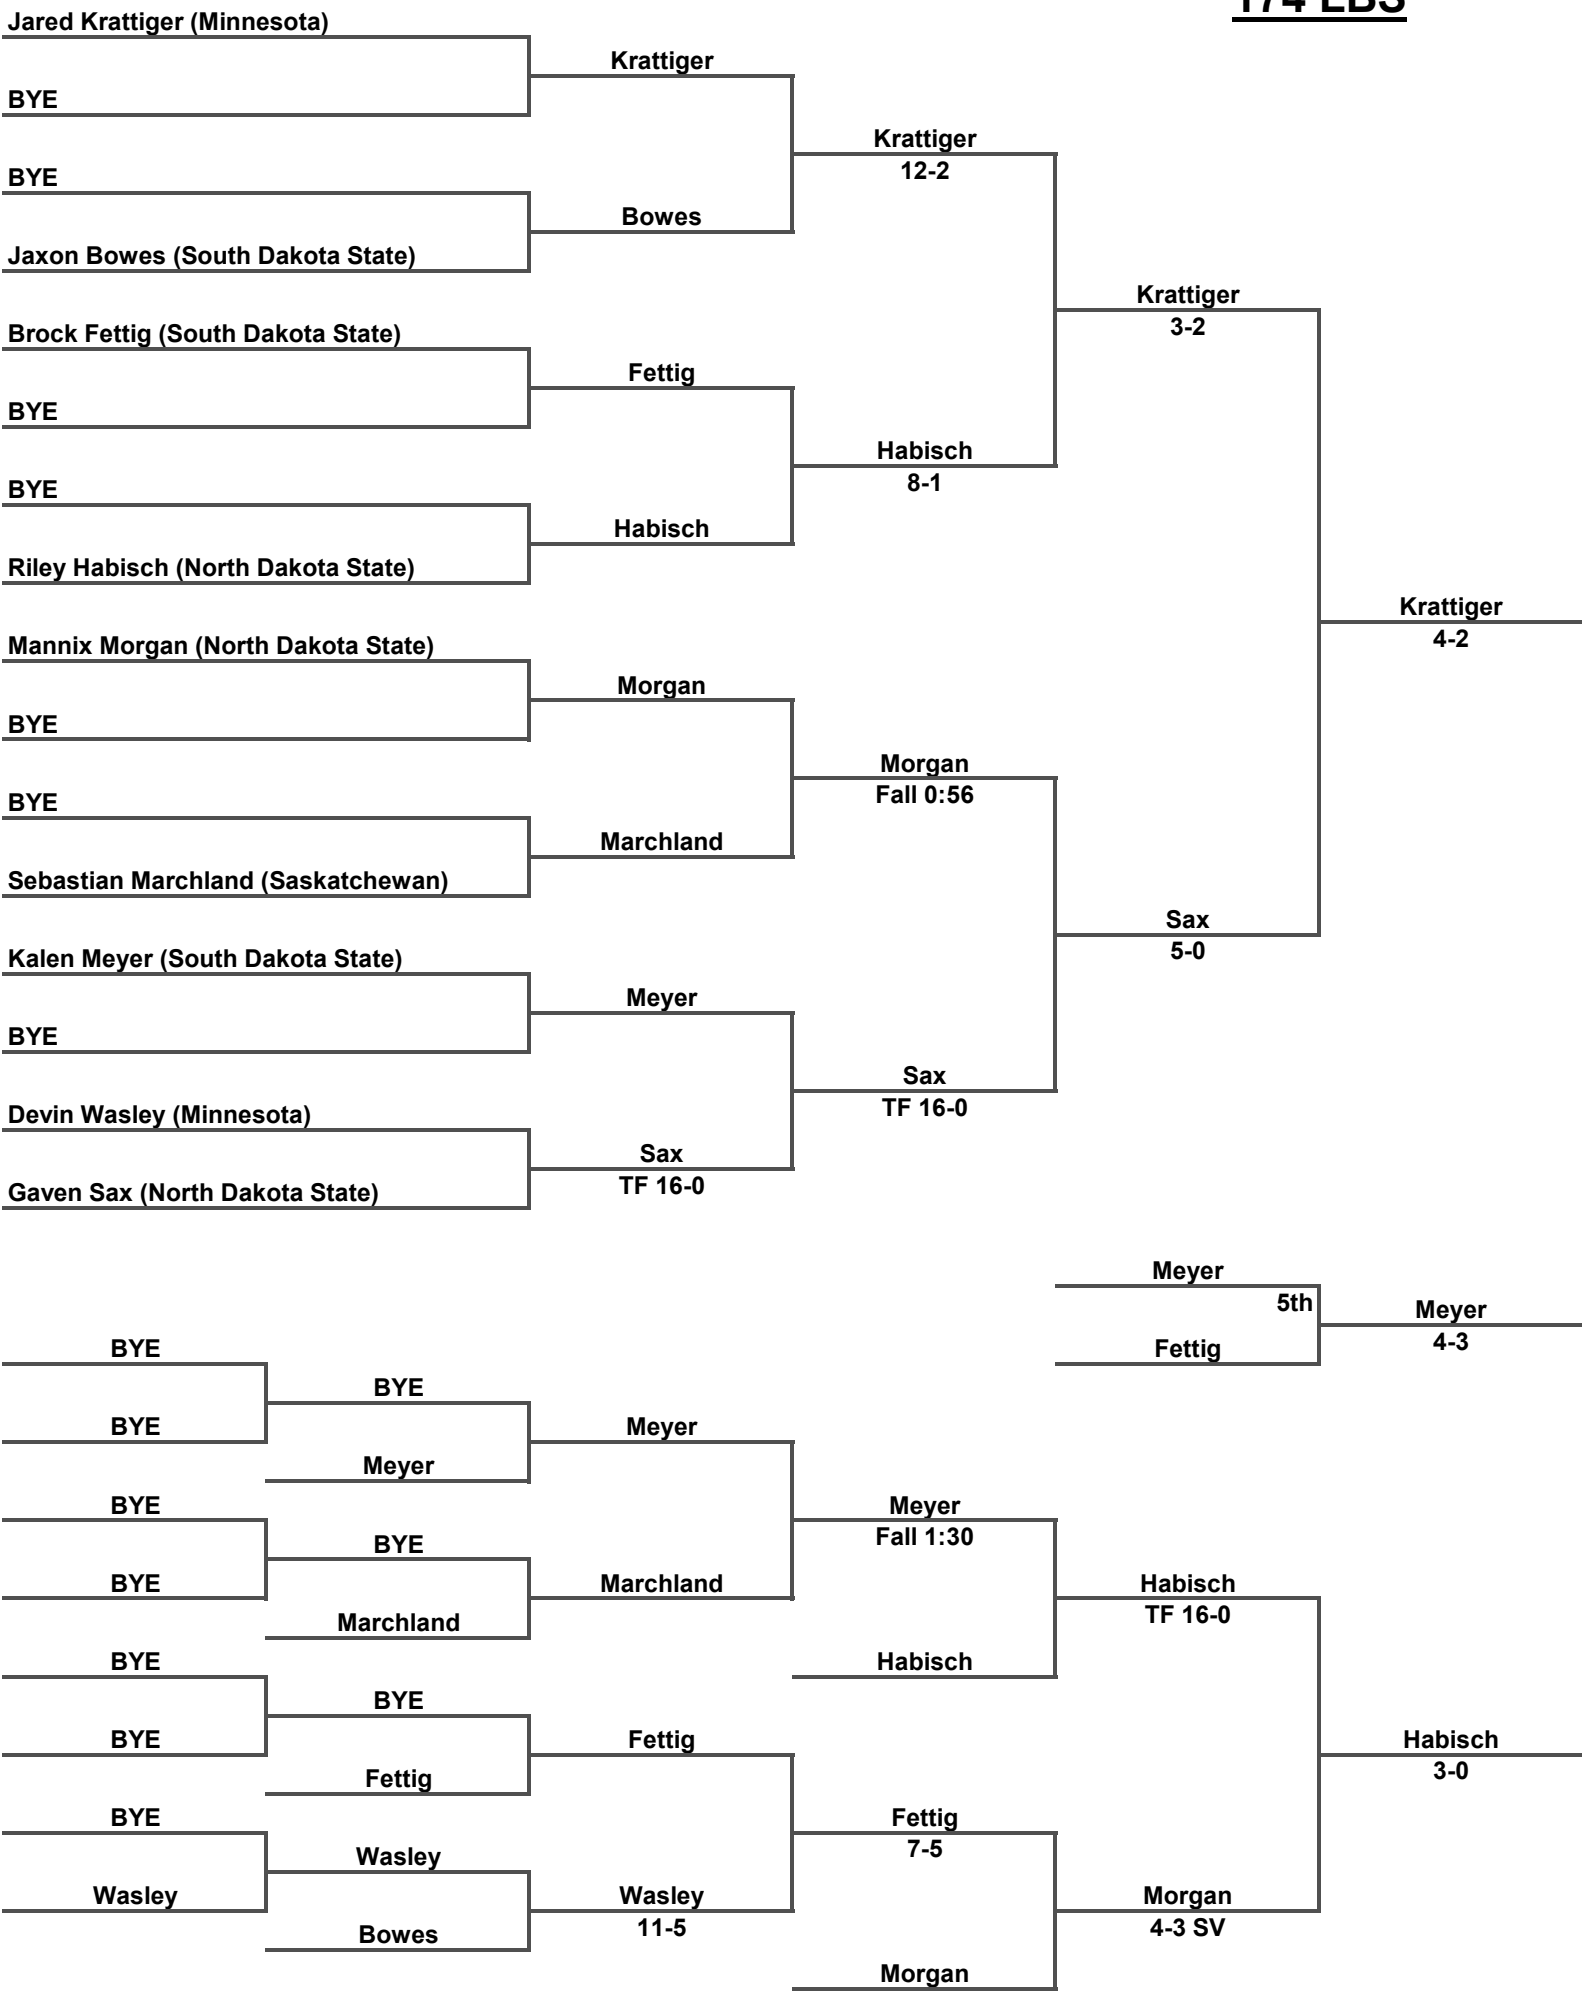 174 LBS
Jared Krattiger (Minnesota)
Krattiger
BYE
Krattiger
12-2
BYE
Bowes
Jaxon Bowes (South Dakota State)
Krattiger
3-2
Brock Fettig (South Dakota State)
Fettig
BYE
Habisch
8-1
BYE
Habisch
Riley Habisch (North Dakota State)
Krattiger
4-2
Mannix Morgan (North Dakota State)
Morgan
BYE
Morgan
Fall 0:56
BYE
Marchland
Sebastian Marchland (Saskatchewan)
Sax
5-0
Kalen Meyer (South Dakota State)
Meyer
BYE
Sax
TF 16-0
Devin Wasley (Minnesota)
Sax
TF 16-0
Gaven Sax (North Dakota State)
Meyer
5th
Meyer
4-3
BYE
Fettig
BYE
BYE
Meyer
Meyer
BYE
Meyer
Fall 1:30
BYE
BYE
Marchland
Habisch
TF 16-0
Marchland
BYE
Habisch
BYE
BYE
Fettig
Habisch
3-0
Fettig
BYE
Fettig
7-5
Wasley
Wasley
Wasley
11-5
Morgan
4-3 SV
Bowes
Morgan